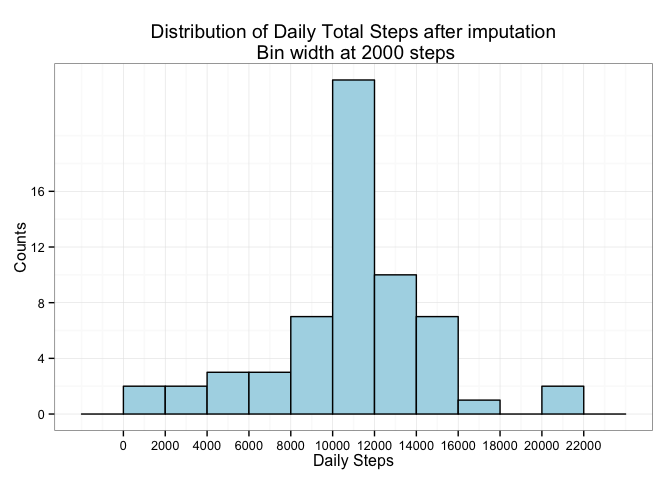 Distribution of Daily Total Steps after imputation
Bin width at 2000 steps
Counts
16
12
8
4
0
0 2000 4000 6000 8000 10000 12000 14000 16000 18000 20000 22000
Daily Steps